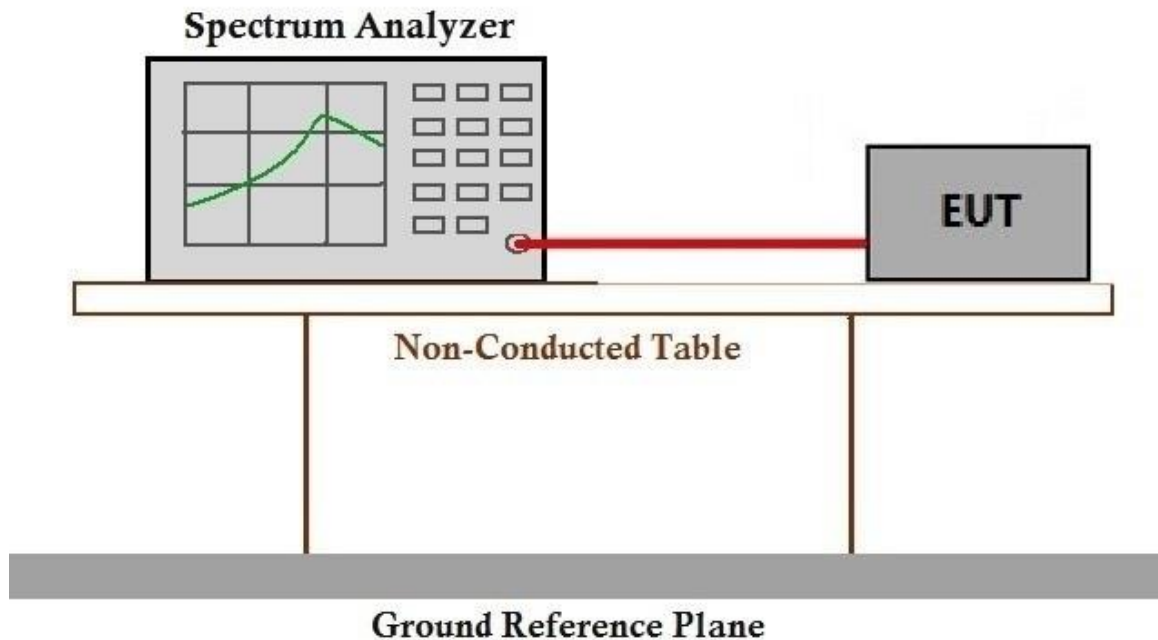 Spectrum Analyzer
EUT
Non-Conducted Table
Ground Reference Plane